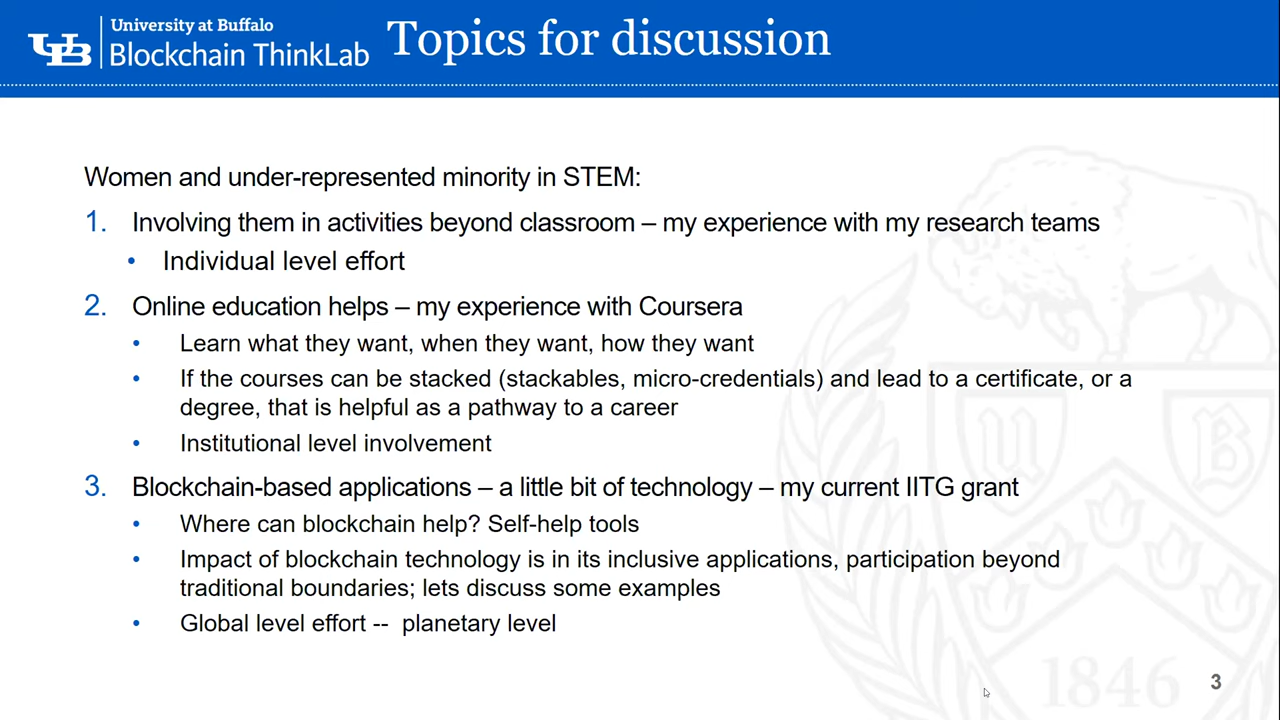 University at Buffalo
UB
Blockchain ThinkLab
Topics for discussion
Women and under-represented minority in STEM:
1. Involving them in activities beyond classroom – my experience with my research teams
• Individual level effort
2. Online education helps – my experience with Coursera
• Learn what they want, when they want, how they want
• If the courses can be stacked (stackables, micro-credentials) and lead to a certificate, or a
degree, that is helpful as a pathway to a career
• Institutional level involvement
3. Blockchain-based applications – a little bit of technology – my current IITG grant
• Where can blockchain help? Self-help tools
• Impact of blockchain technology is in its inclusive applications, participation beyond
traditional boundaries; lets discuss some examples
• Global level effort -- planetary level
U B
1846
3